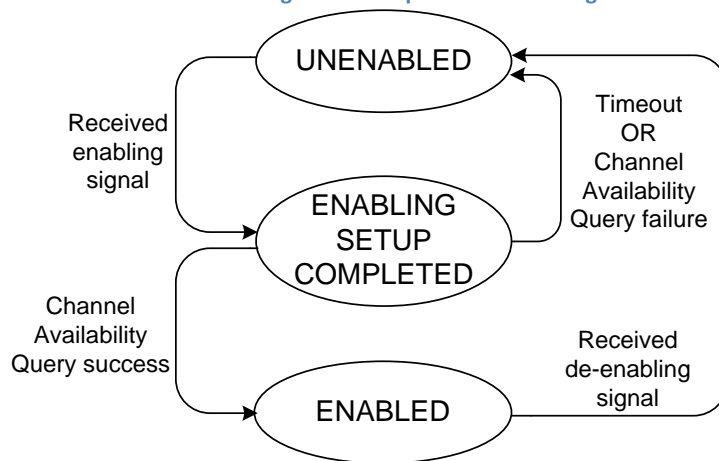 UNENABLED
Received
enabling
signal
Timeout
OR
Channel
Availability
Query failure
ENABLING
SETUP
COMPLETED
Channel
Availability
Query success
Received
de-enabling
signal
ENABLED